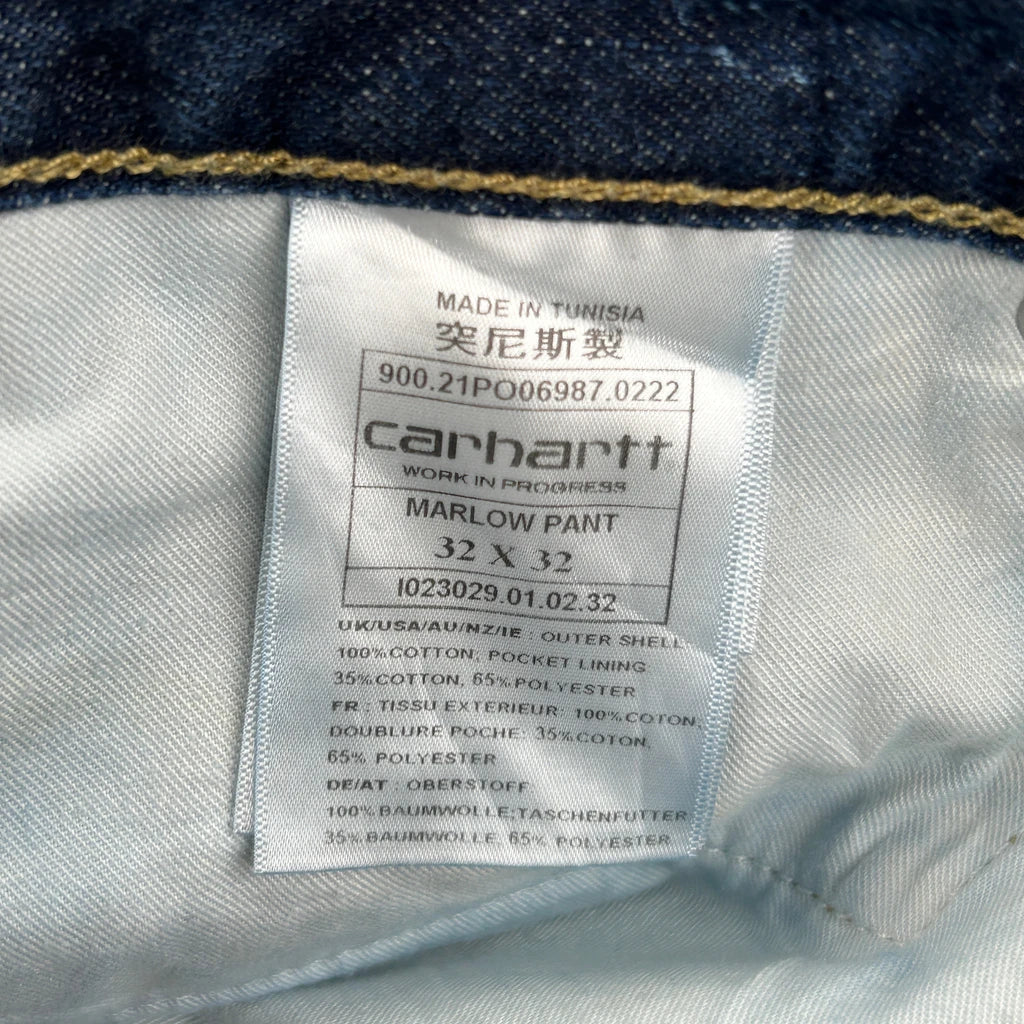 MADE IN TUNISIA
突尼斯製
900.21PO06987.0222
carhartt
WORK IN PROGRESS
MARLOW PANT
32 X 32
I023029.01.02.32
UK/USA/AU/NZ/IE : OUTER SHELL
100%COTTON, POCKET LINING
35%COTTON, 65%POLYESTER
FR : TISSU EXTERIEUR: 100%COTON;
DOUBLURE POCHE: 35%COTON,
65% POLYESTER
DE/AT : OBERSTOFF
100% BAUMWOLLE;TASCHENFUTTER
35% BAUMWOLLE, 65% POLYESTER